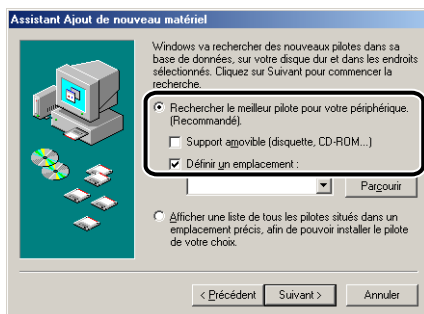 Assistant Ajout de nouveau matériel
Windows va rechercher des nouveaux pilotes dans sa
base de données, sur votre disque dur et dans les endroits
sélectionnés. Cliquez sur Suivant pour commencer la
recherche.
Rechercher le meilleur pilote pour votre périphérique.
(Recommandé).
Support amovible (disquette, CD-ROM...)
Définir un emplacement :
Parcourir
Afficher une liste de tous les pilotes situés dans un
emplacement précis, afin de pouvoir installer le pilote
de votre choix.
< Précédent Suivant > Annuler